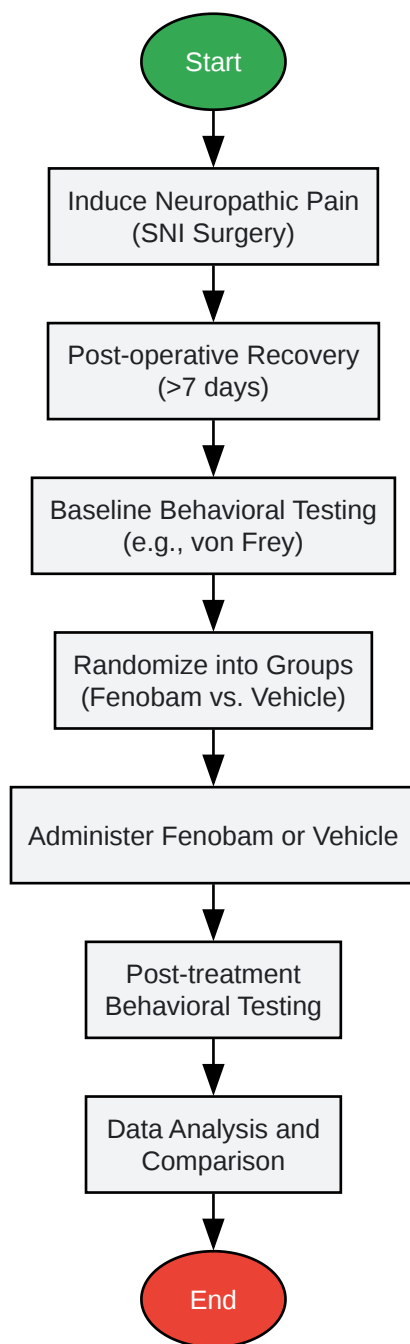 Start
Induce Neuropathic Pain
(SNI Surgery)
Post-operative Recovery
(>7 days)
Baseline Behavioral Testing
(e.g., von Frey)
Randomize into Groups
(Fenobam vs. Vehicle)
Administer Fenobam or Vehicle
Post-treatment
Behavioral Testing
Data Analysis and
Comparison
End